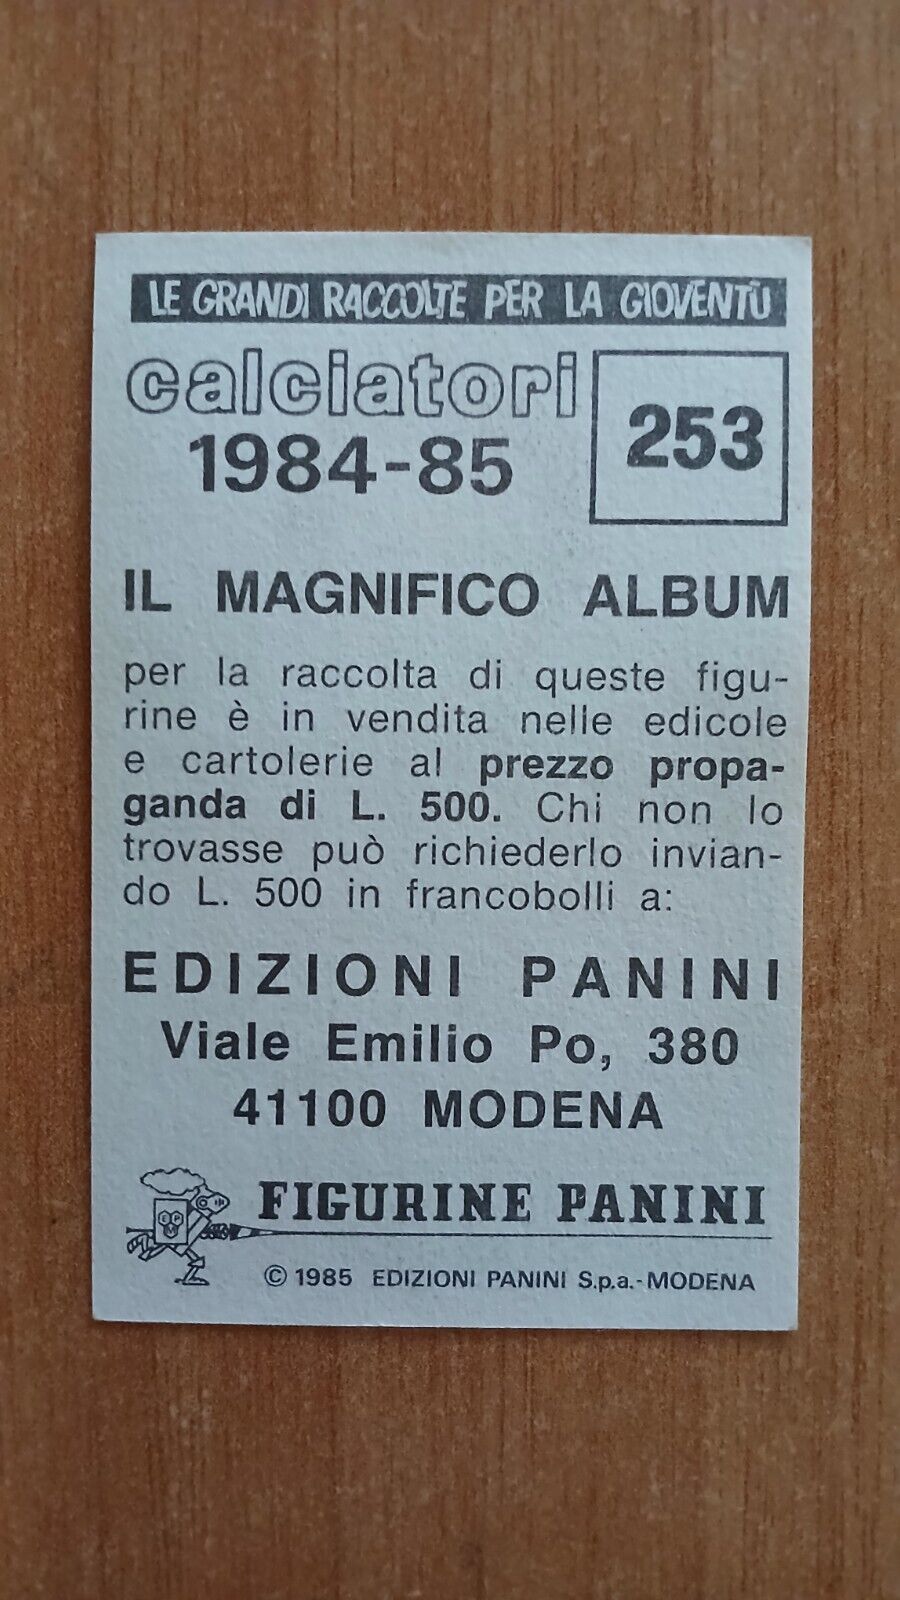 LE GRANDI RACCOLTE PER LA GIOVENTÙ
calciatori
1984-85
253
IL MAGNIFICO ALBUM
per la raccolta di queste figu-
rine è in vendita nelle edicole
e cartolerie al prezzo propa-
ganda di L. 500. Chi non lo
trovasse può richiederlo invian-
do L. 500 in francobolli a:
EDIZIONI PANINI
Viale Emilio Po, 380
41100 MODENA
FIGURINE PANINI
© 1985 EDIZIONI PANINI S.p.a.-MODENA